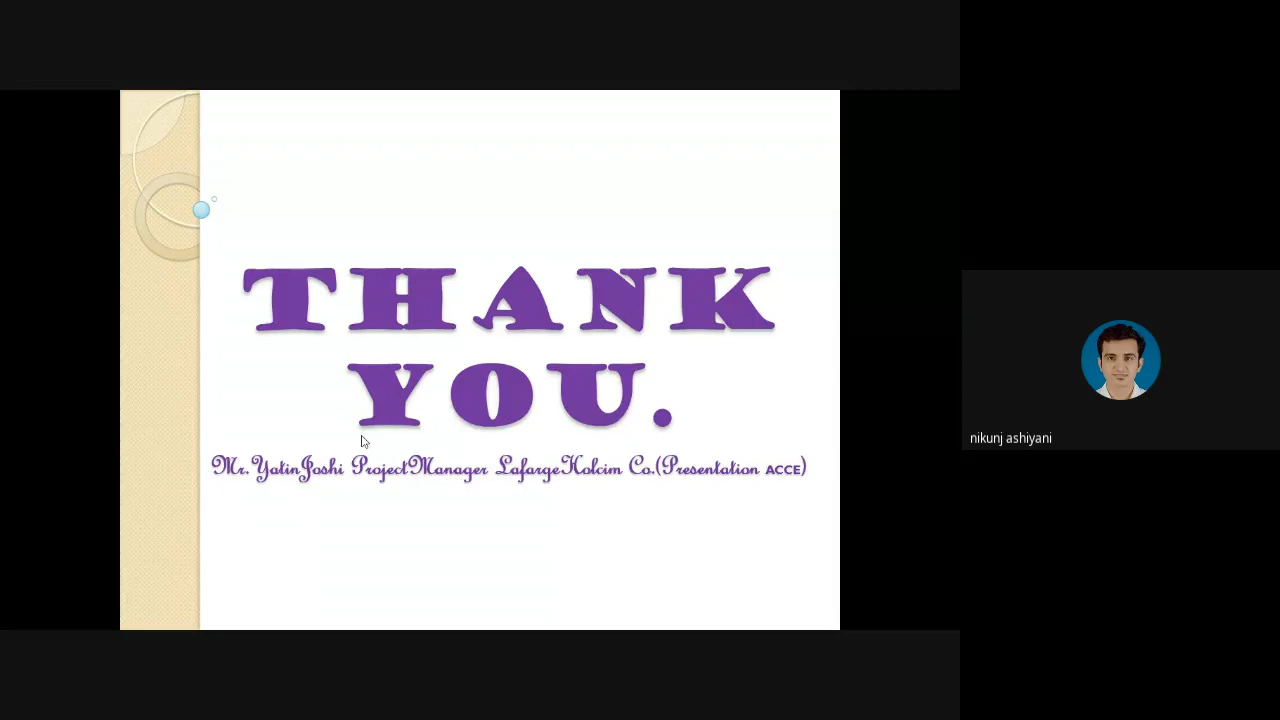 THANK
YOU.
Mr.YatinJoshi ProjectManager LafargeHolcim Co.(Presentation ACCE)
nikunj ashiyani